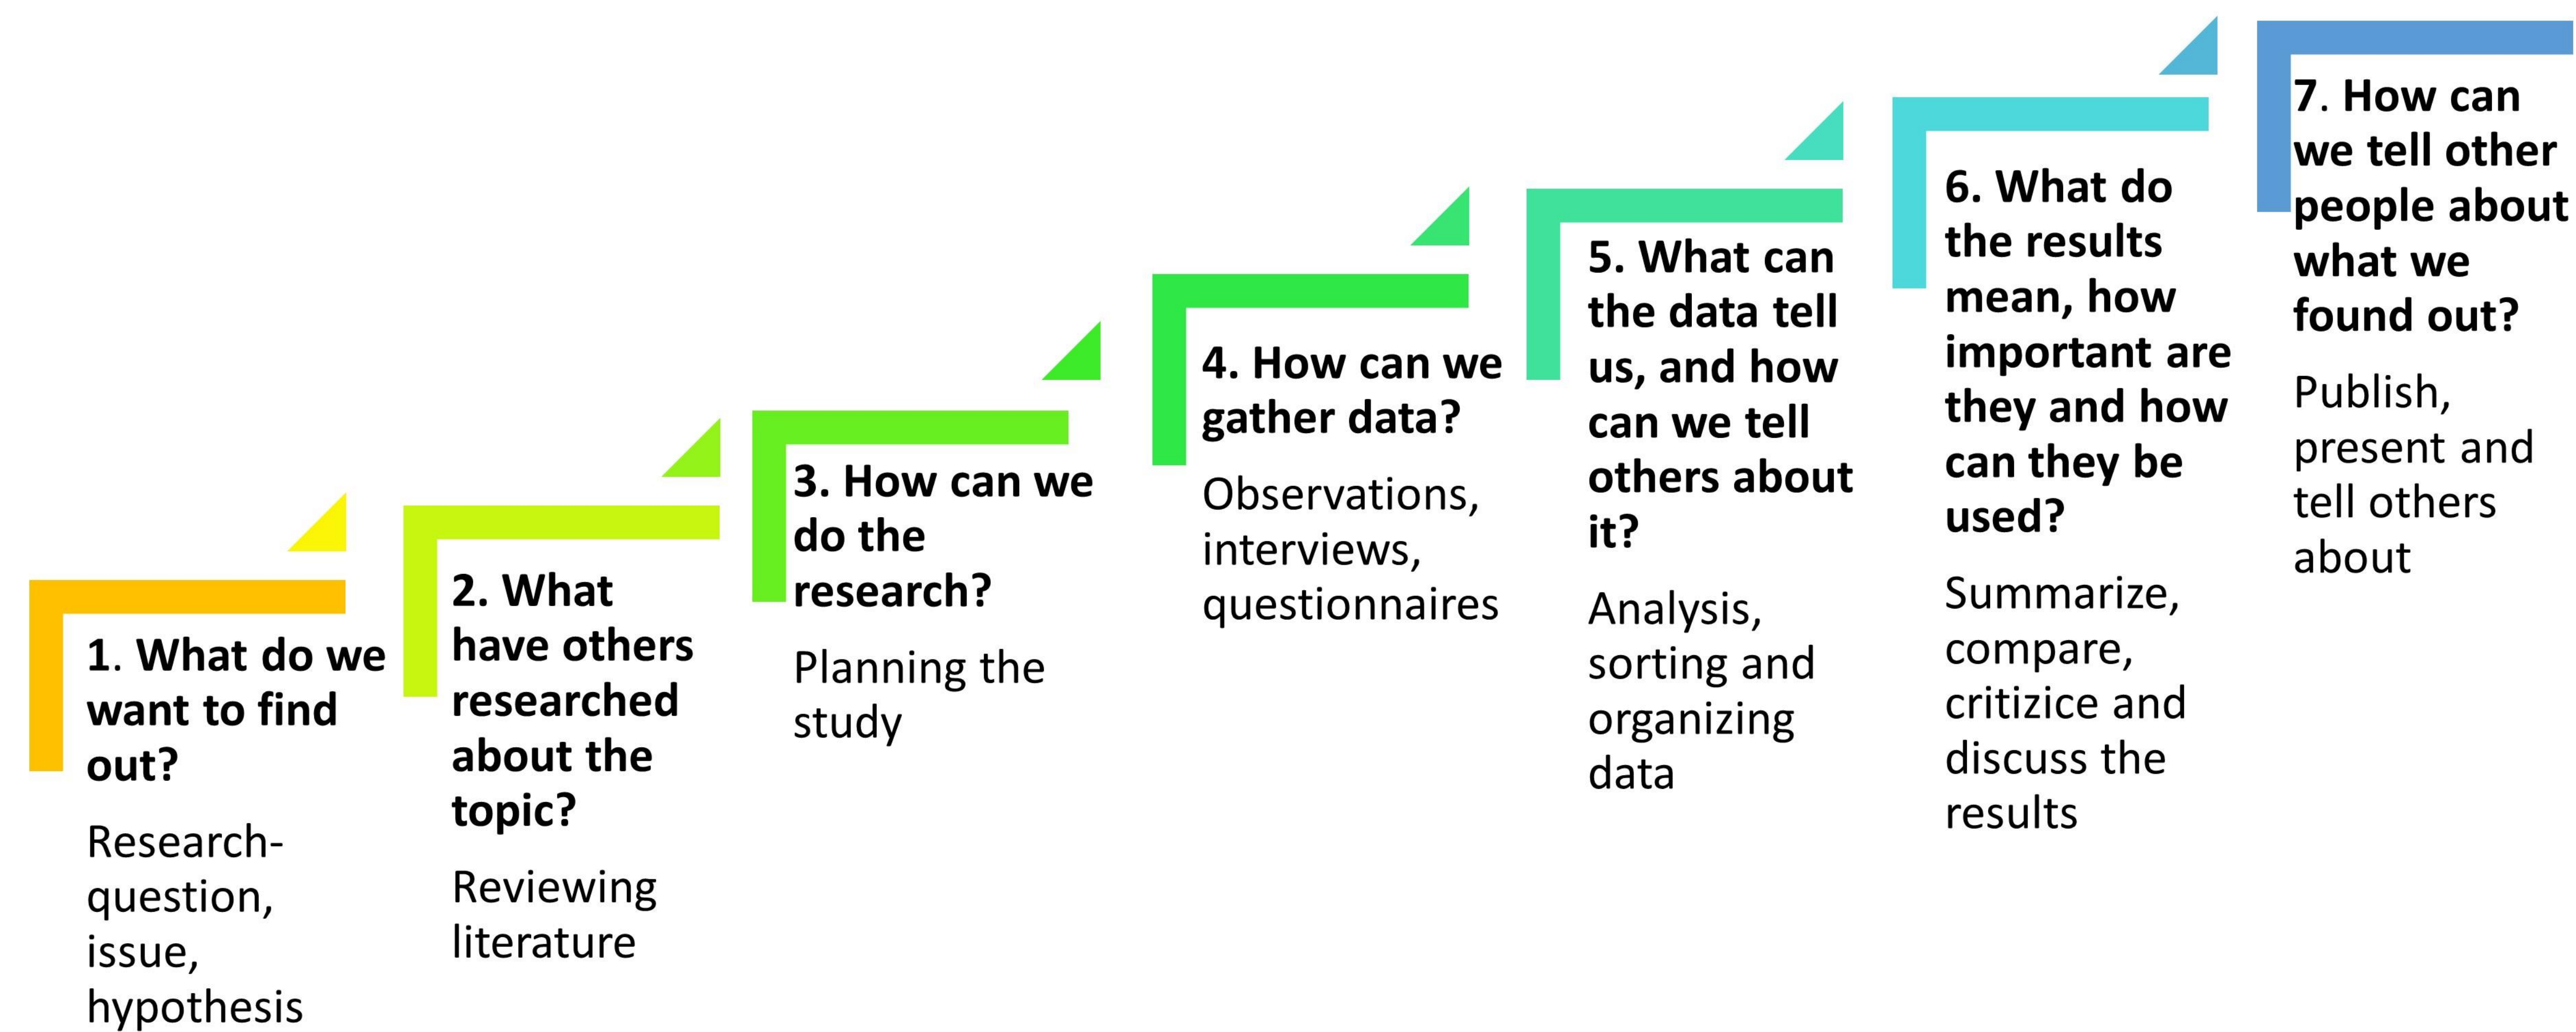 1. What do we
want to find
out?
Research-
question,
issue,
hypothesis
2. What
have others
researched
about the
topic?
Reviewing
literature
3. How can we
do the
research?
Planning the
study
4. How can we
gather data?
Observations,
interviews,
questionnaires
5. What can
the data tell
us, and how
can we tell
others about
it?
Analysis,
sorting and
organizing
data
6. What do
the results
mean, how
important are
they and how
can they be
used?
Summarize,
compare,
critizice and
discuss the
results
7. How can
we tell other
people about
what we
found out?
Publish,
present and
tell others
about